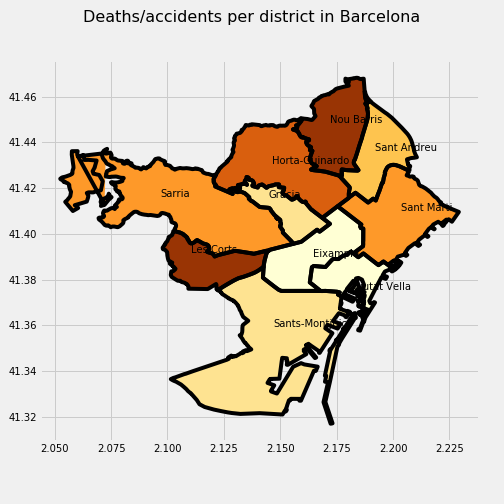 Deaths/accidents per district in Barcelona
41.46
Nou Barris
41.44
Sant Andreu
Horta-Guinardo
41.42
Sarria
Gracia
Sant Marti
41.40
Les Corts
Eixample
41.38
Ciutat Vella
41.36
Sants-Montjuic
41.34
41.32
2.050 2.075 2.100 2.125 2.150 2.175 2.200 2.225